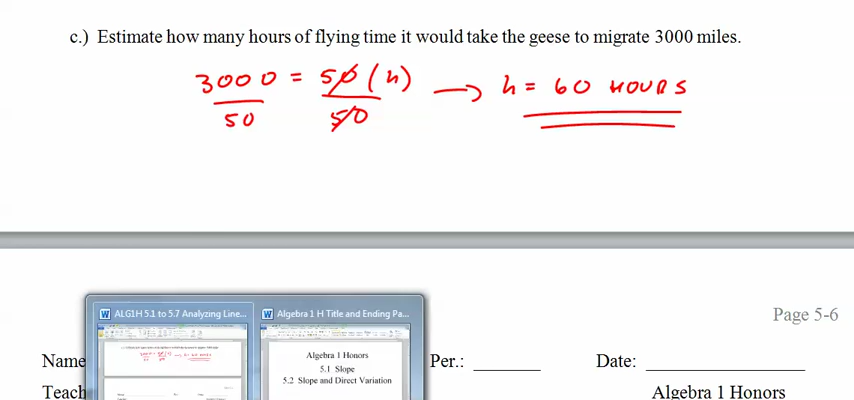 c.) Estimate how many hours of flying time it would take the geese to migrate 3000 miles.
3000 = 50 (h) → h = 60 HOURS
50 50
Page 5-6
ALG1H 5.1 to 5.7 Analyzing Line... Algebra 1 H Title and Ending Pa...
Name Per.: ______ Date: ______________
Algebra 1 Honors
5.1 Slope
5.2 Slope and Direct Variation
Teach Algebra 1 Honors